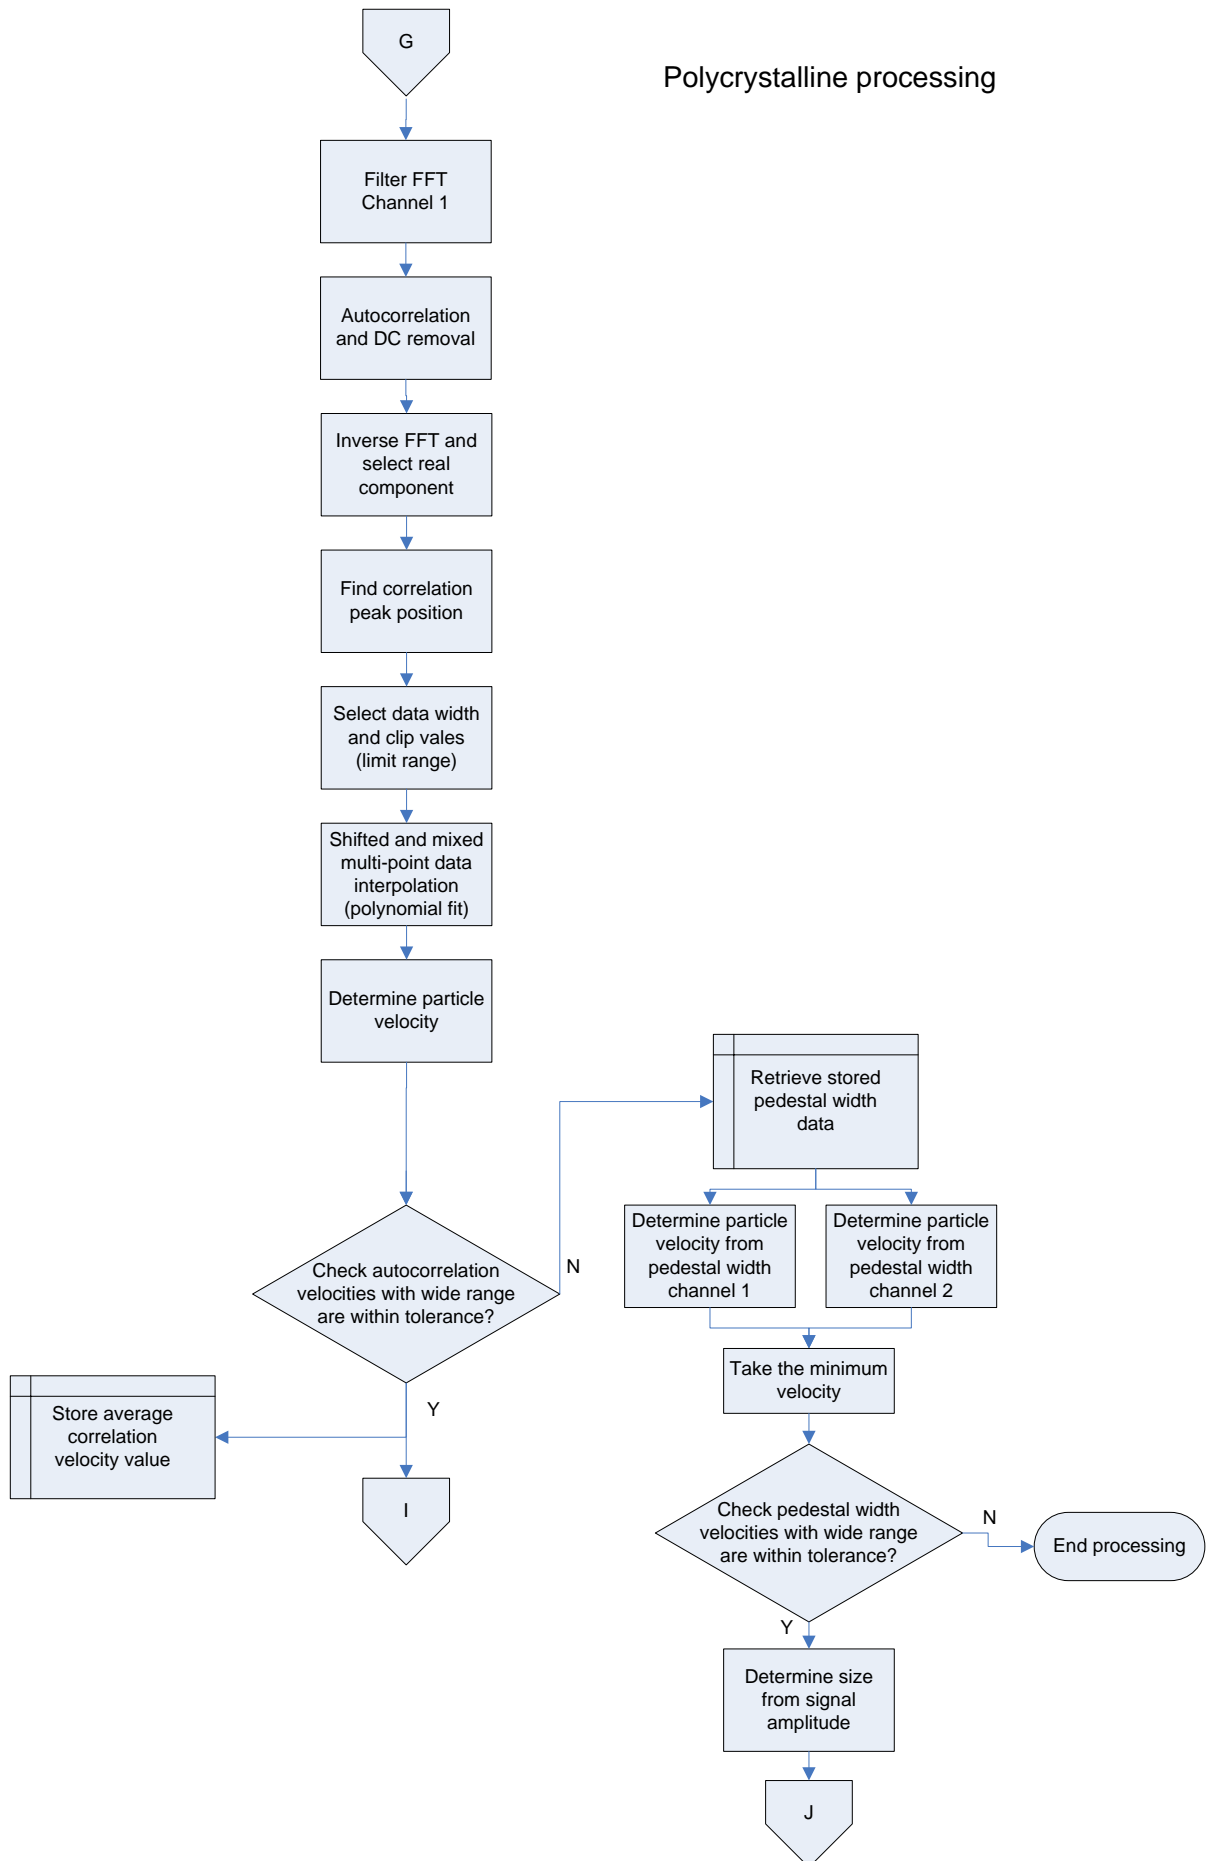 G
Polycrystalline processing
Filter FFT
Channel 1
Autocorrelation
and DC removal
Inverse FFT and
select real
component
Find correlation
peak position
Select data width
and clip vales
(limit range)
Shifted and mixed
multi-point data
interpolation
(polynomial fit)
Determine particle
velocity
Check autocorrelation
velocities with wide range
are within tolerance?
N
Y
Store average
correlation
velocity value
I
Retrieve stored
pedestal width
data
Determine particle
velocity from
pedestal width
channel 1
Determine particle
velocity from
pedestal width
channel 2
Take the minimum
velocity
Check pedestal width
velocities with wide range
are within tolerance?
N
End processing
Y
Determine size
from signal
amplitude
J